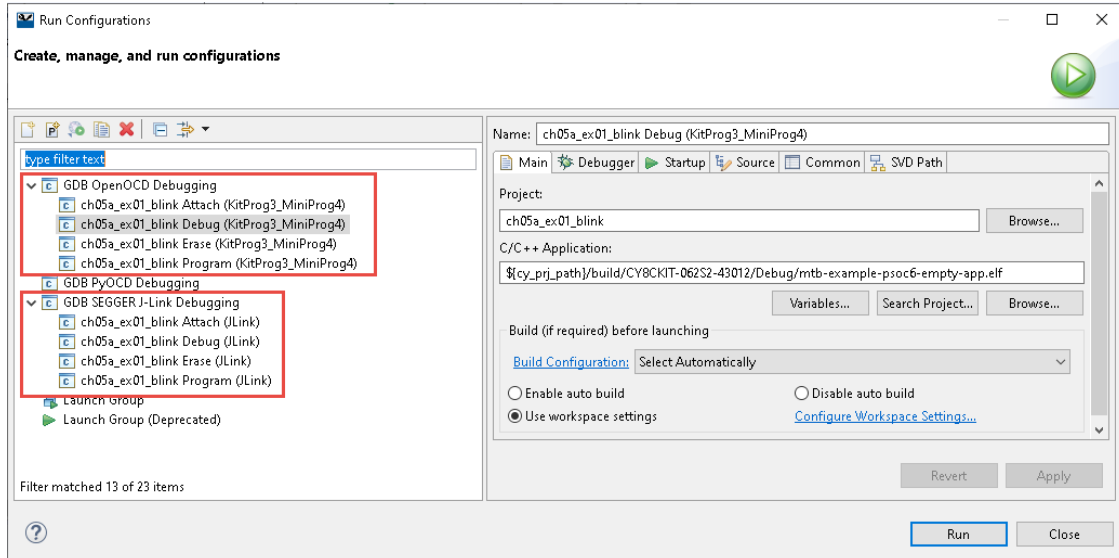 Run Configurations
Create, manage, and run configurations
type filter text
GDB OpenOCD Debugging
ch05a_ex01_blink Attach (KitProg3_MiniProg4)
ch05a_ex01_blink Debug (KitProg3_MiniProg4)
ch05a_ex01_blink Erase (KitProg3_MiniProg4)
ch05a_ex01_blink Program (KitProg3_MiniProg4)
GDB PyOCD Debugging
GDB SEGGER J-Link Debugging
ch05a_ex01_blink Attach (JLink)
ch05a_ex01_blink Debug (JLink)
ch05a_ex01_blink Erase (JLink)
ch05a_ex01_blink Program (JLink)
Launch Group
Launch Group (Deprecated)
Filter matched 13 of 23 items
Name: ch05a_ex01_blink Debug (KitProg3_MiniProg4)
Main Debugger Startup Source Common SVD Path
Project:
ch05a_ex01_blink Browse...
C/C++ Application:
${cy_prj_path}/build/CY8CKIT-062S2-43012/Debug/mtb-example-psoc6-empty-app.elf
Variables... Search Project... Browse...
Build (if required) before launching
Build Configuration: Select Automatically
Enable auto build Disable auto build
Use workspace settings Configure Workspace Settings...
Revert Apply
Run Close